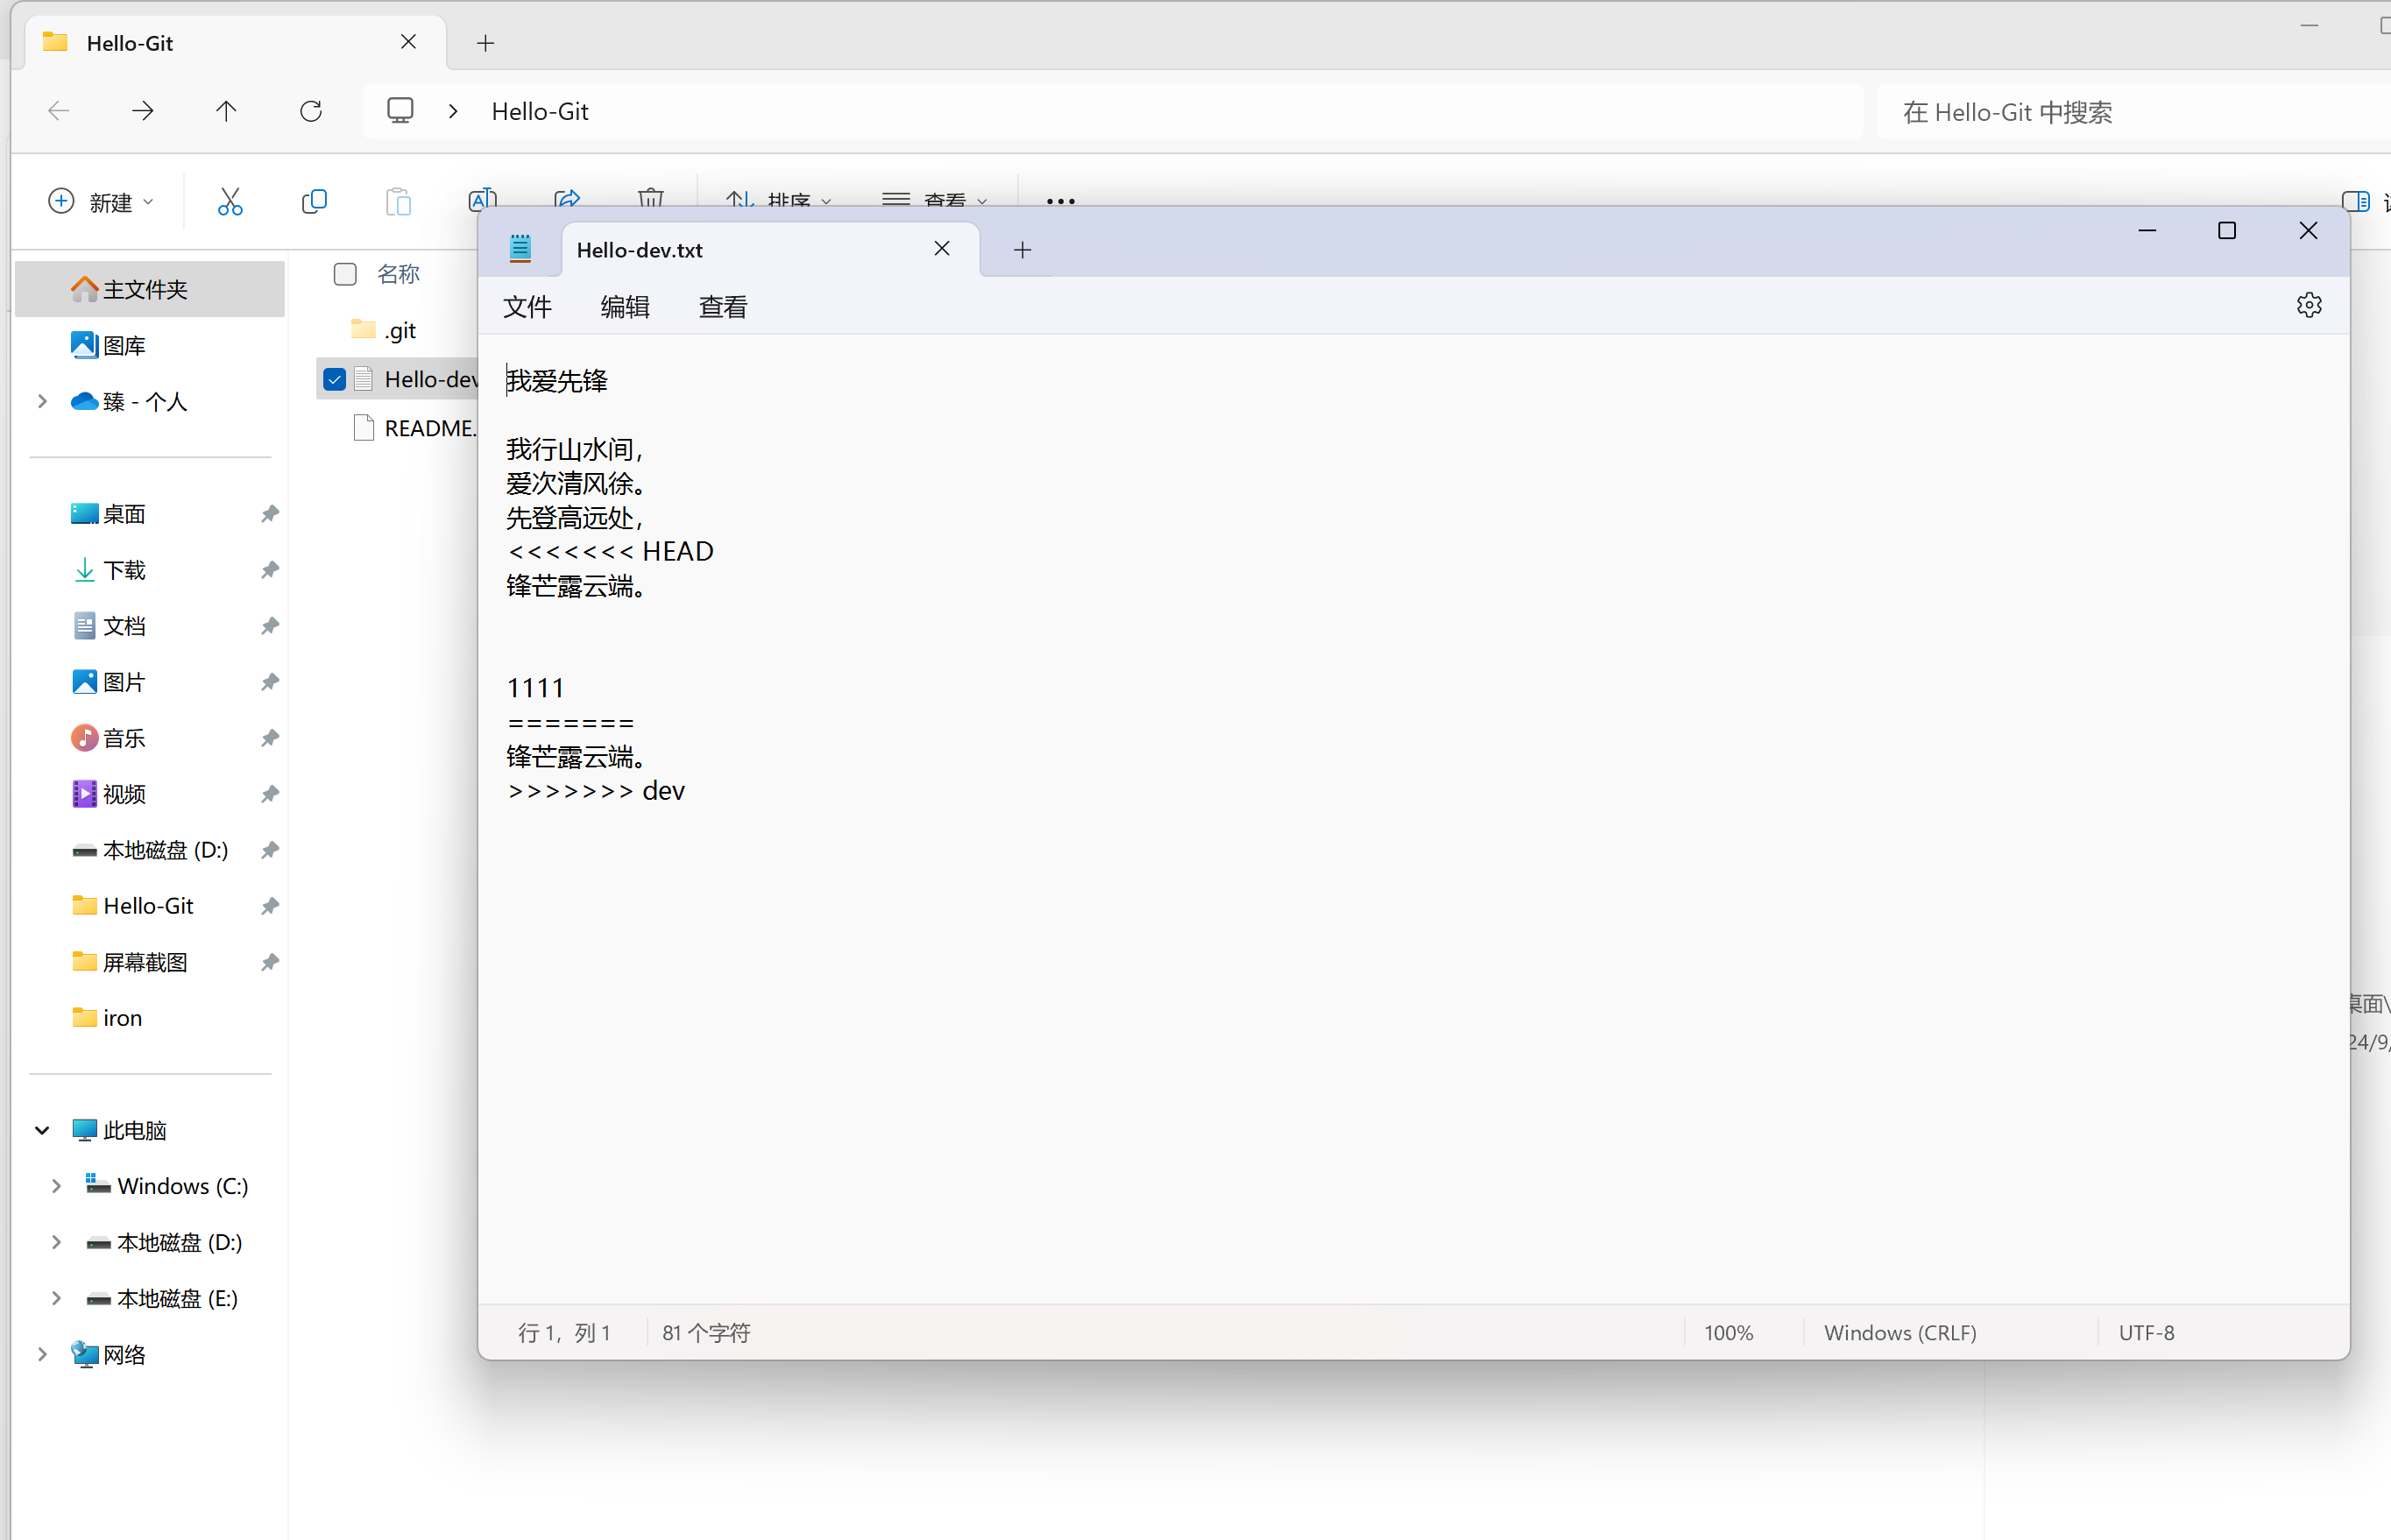 Hello-Git
Hello-Git
在 Hello-Git 中搜索
新建
排序
查看
名称
.git
Hello-dev
README.
主文件夹
图库
臻 - 个人
桌面
下载
文档
图片
音乐
视频
本地磁盘 (D:)
Hello-Git
屏幕截图
iron
此电脑
Windows (C:)
本地磁盘 (D:)
本地磁盘 (E:)
网络
Hello-dev.txt
文件 编辑 查看
我爱先锋
我行山水间，
爱次清风徐。
先登高远处，
<<<<<<< HEAD
锋芒露云端。
1111
=======
锋芒露云端。
>>>>>>> dev
行 1，列 1
81 个字符
100%
Windows (CRLF)
UTF-8
桌面\
24/9/